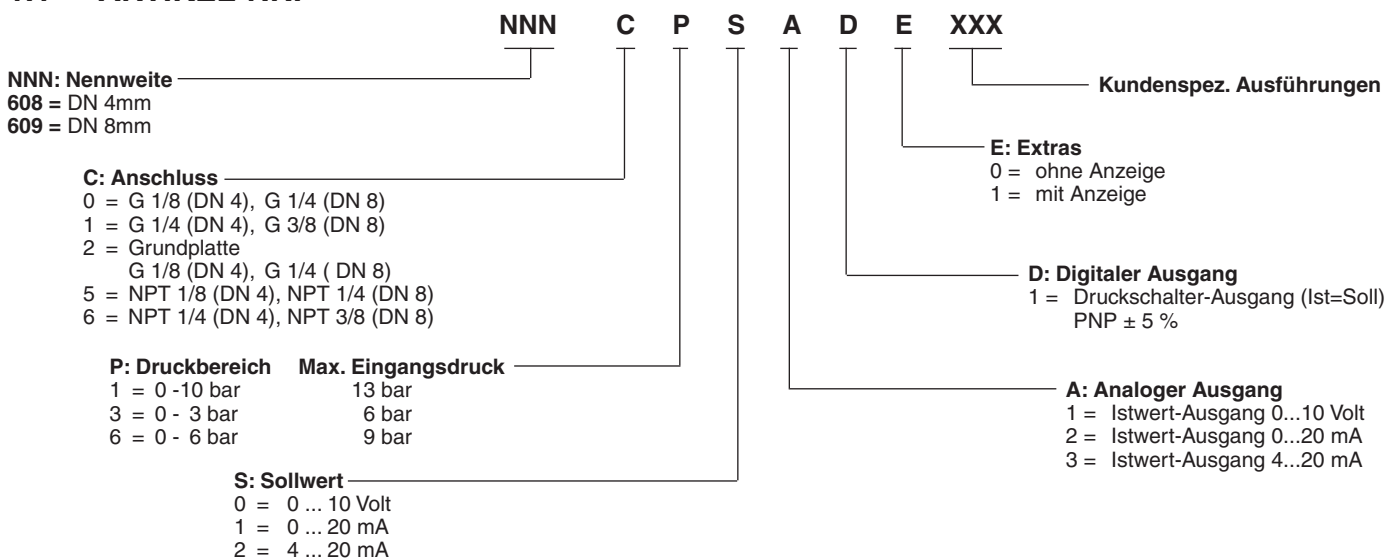 NNN C P S A D E XXX
NNN: Nennweite
608 = DN 4mm
609 = DN 8mm
Kundenspez. Ausführungen
E: Extras
0 = ohne Anzeige
1 = mit Anzeige
C: Anschluss
0 = G 1/8 (DN 4), G 1/4 (DN 8)
1 = G 1/4 (DN 4), G 3/8 (DN 8)
2 = Grundplatte
G 1/8 (DN 4), G 1/4 ( DN 8)
5 = NPT 1/8 (DN 4), NPT 1/4 (DN 8)
6 = NPT 1/4 (DN 4), NPT 3/8 (DN 8)
D: Digitaler Ausgang
1 = Druckschalter-Ausgang (Ist=Soll)
PNP ± 5 %
P: Druckbereich Max. Eingangsdruck
1 = 0 -10 bar 13 bar
3 = 0 - 3 bar 6 bar
6 = 0 - 6 bar 9 bar
A: Analoger Ausgang
1 = Istwert-Ausgang 0...10 Volt
2 = Istwert-Ausgang 0...20 mA
3 = Istwert-Ausgang 4...20 mA
S: Sollwert
0 = 0 ... 10 Volt
1 = 0 ... 20 mA
2 = 4 ... 20 mA